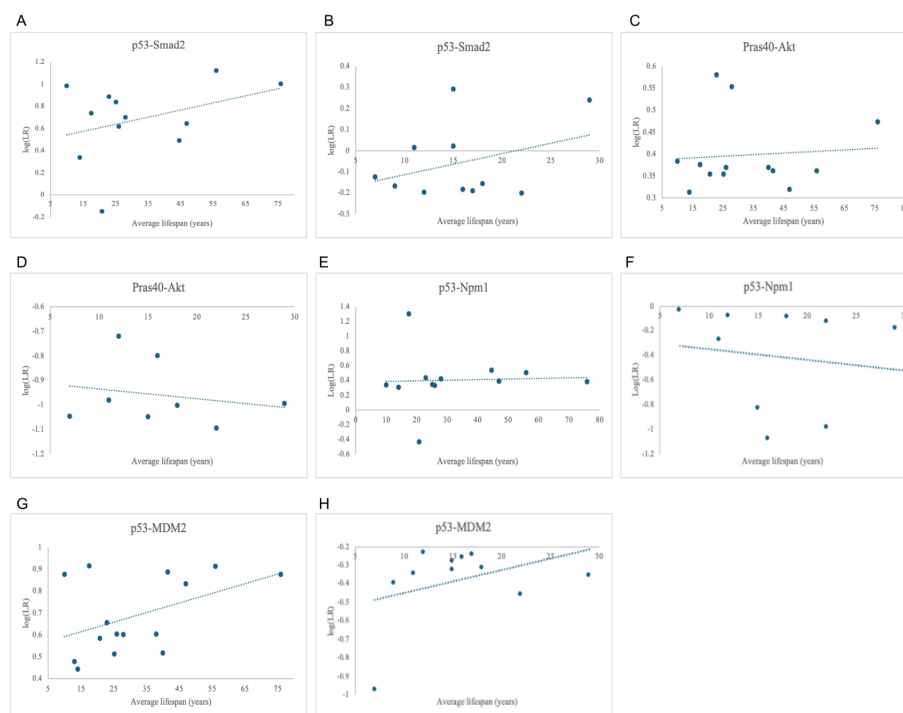 A
p53-Smad2
log(LR)
1.2
1
0.8
0.6
0.4
0.2
0
-0.2
5 15 25 35 45 55 65 75
Average lifespan (years)
B
p53-Smad2
log(LR)
0.4
0.3
0.2
0.1
0
-0.1
-0.2
-0.3
5 10 15 20 25 30
Average lifespan (years)
C
Pras40-Akt
log(LR)
0.6
0.55
0.5
0.45
0.4
0.35
0.3
5 15 25 35 45 55 65 75 85
Average lifespan (years)
D
Pras40-Akt
log(LR)
-0.6
-0.7
-0.8
-0.9
-1
-1.1
-1.2
5 10 15 20 25 30
Average lifespan (years)
E
p53-Npm1
Log(LR)
1.4
1.2
1
0.8
0.6
0.4
0.2
0
-0.2
-0.4
-0.6
0 10 20 30 40 50 60 70 80
Average lifespan (years)
F
p53-Npm1
Log(LR)
0
-0.2
-0.4
-0.6
-0.8
-1
-1.2
5 10 15 20 25 30
Average lifespan (years)
G
p53-MDM2
log(LR)
1
0.9
0.8
0.7
0.6
0.5
0.4
5 15 25 35 45 55 65 75
Average lifespan (years)
H
p53-MDM2
log(LR)
-0.2
-0.3
-0.4
-0.5
-0.6
-0.7
-0.8
-0.9
-1
5 10 15 20 25 30
Average lifespan (years)